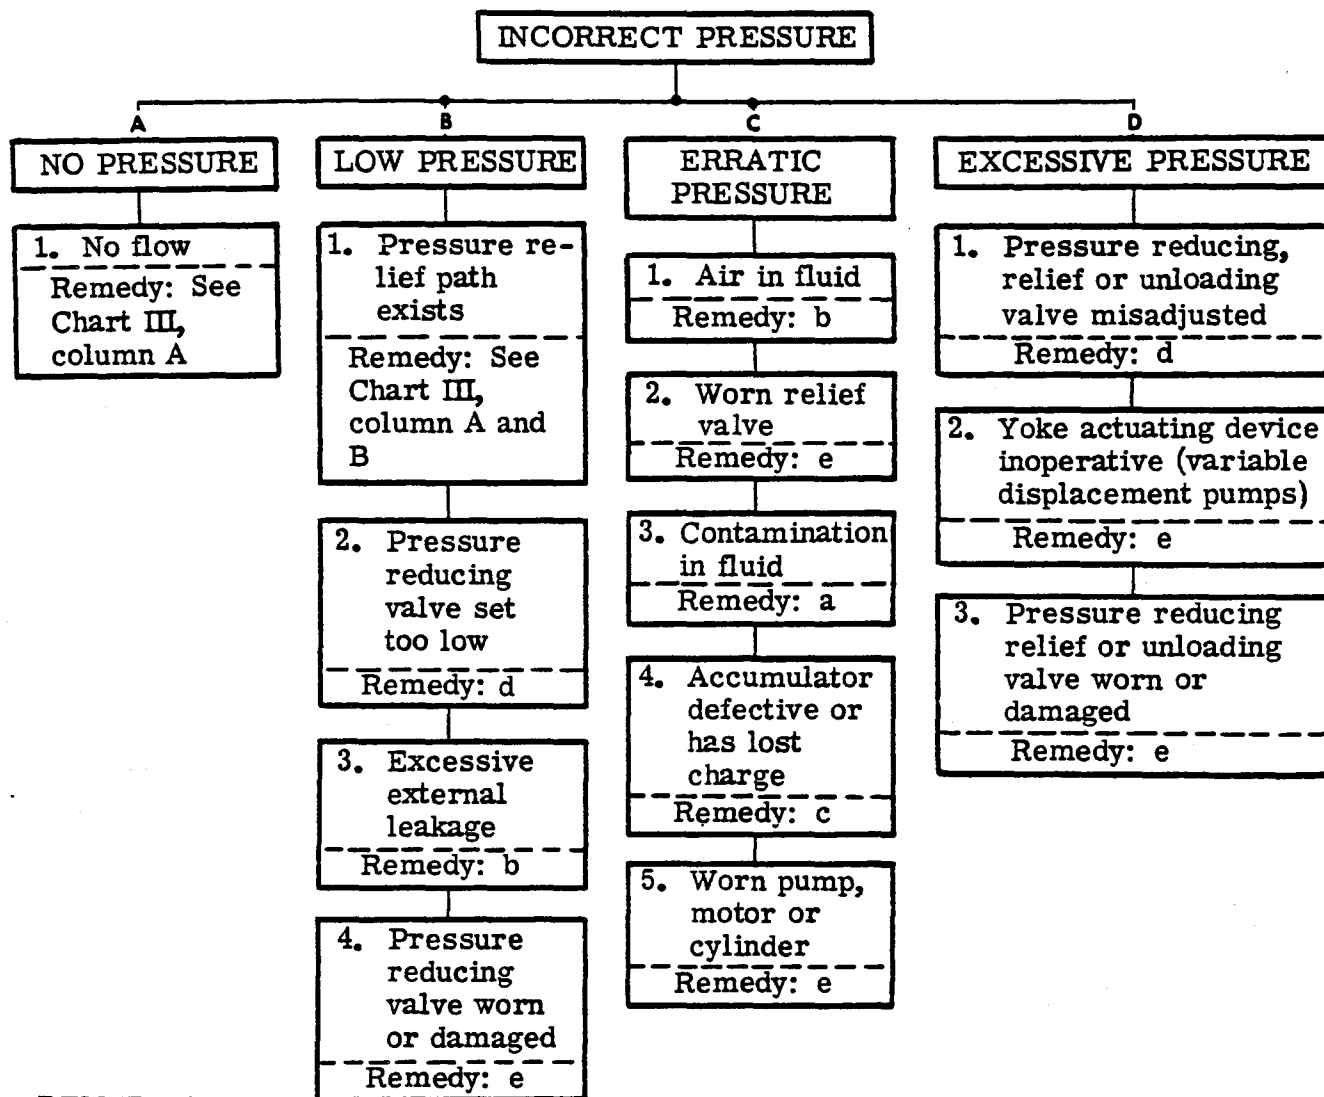 INCORRECT PRESSURE
A
B
C
D
NO PRESSURE
1. No flow
Remedy: See
Chart III,
column A
LOW PRESSURE
1. Pressure re-
lief path
exists
Remedy: See
Chart III,
column A and
B
2. Pressure
reducing
valve set
too low
Remedy: d
3. Excessive
external
leakage
Remedy: b
4. Pressure
reducing
valve worn
or damaged
Remedy: e
ERRATIC
PRESSURE
1. Air in fluid
Remedy: b
2. Worn relief
valve
Remedy: e
3. Contamination
in fluid
Remedy: a
4. Accumulator
defective or
has lost
charge
Remedy: c
5. Worn pump,
motor or
cylinder
Remedy: e
EXCESSIVE PRESSURE
1. Pressure reducing,
relief or unloading
valve misadjusted
Remedy: d
2. Yoke actuating device
inoperative (variable
displacement pumps)
Remedy: e
3. Pressure reducing
relief or unloading
valve worn or
damaged
Remedy: e